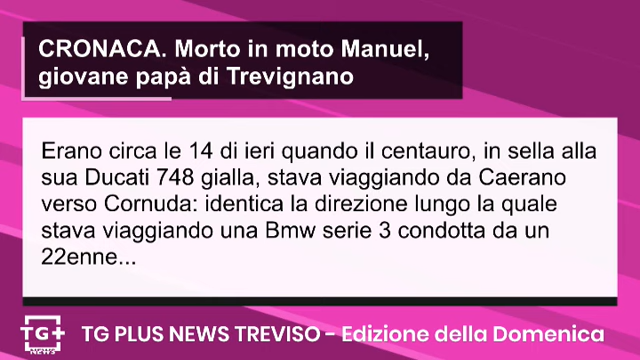 CRONACA. Morto in moto Manuel,
giovane papà di Trevignano
Erano circa le 14 di ieri quando il centauro, in sella alla
sua Ducati 748 gialla, stava viaggiando da Caerano
verso Cornuda: identica la direzione lungo la quale
stava viaggiando una Bmw serie 3 condotta da un
22enne...
TG+
NEWS
TG PLUS NEWS TREVISO - Edizione della Domenica